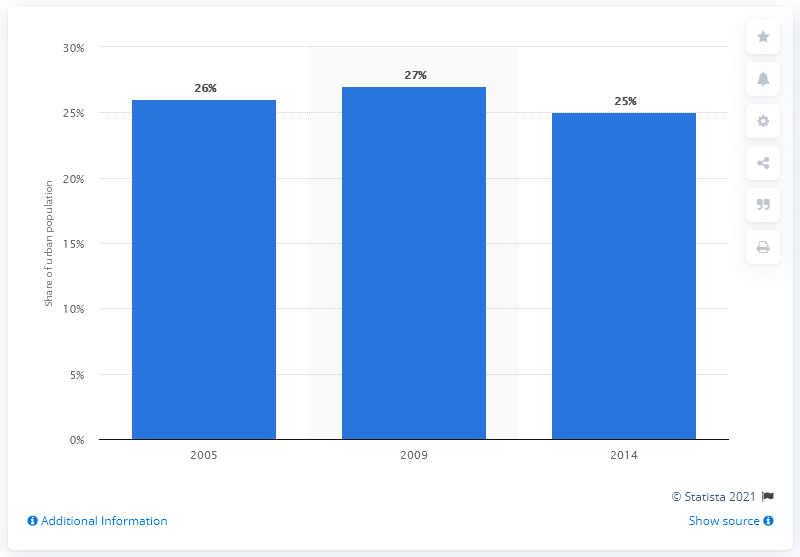 30%
25%
20%
15%
10%
5%
0%
Share of urban population
26%
27%
25%
2005 2009 2014
© Statista 2021
Additional Information
Show source